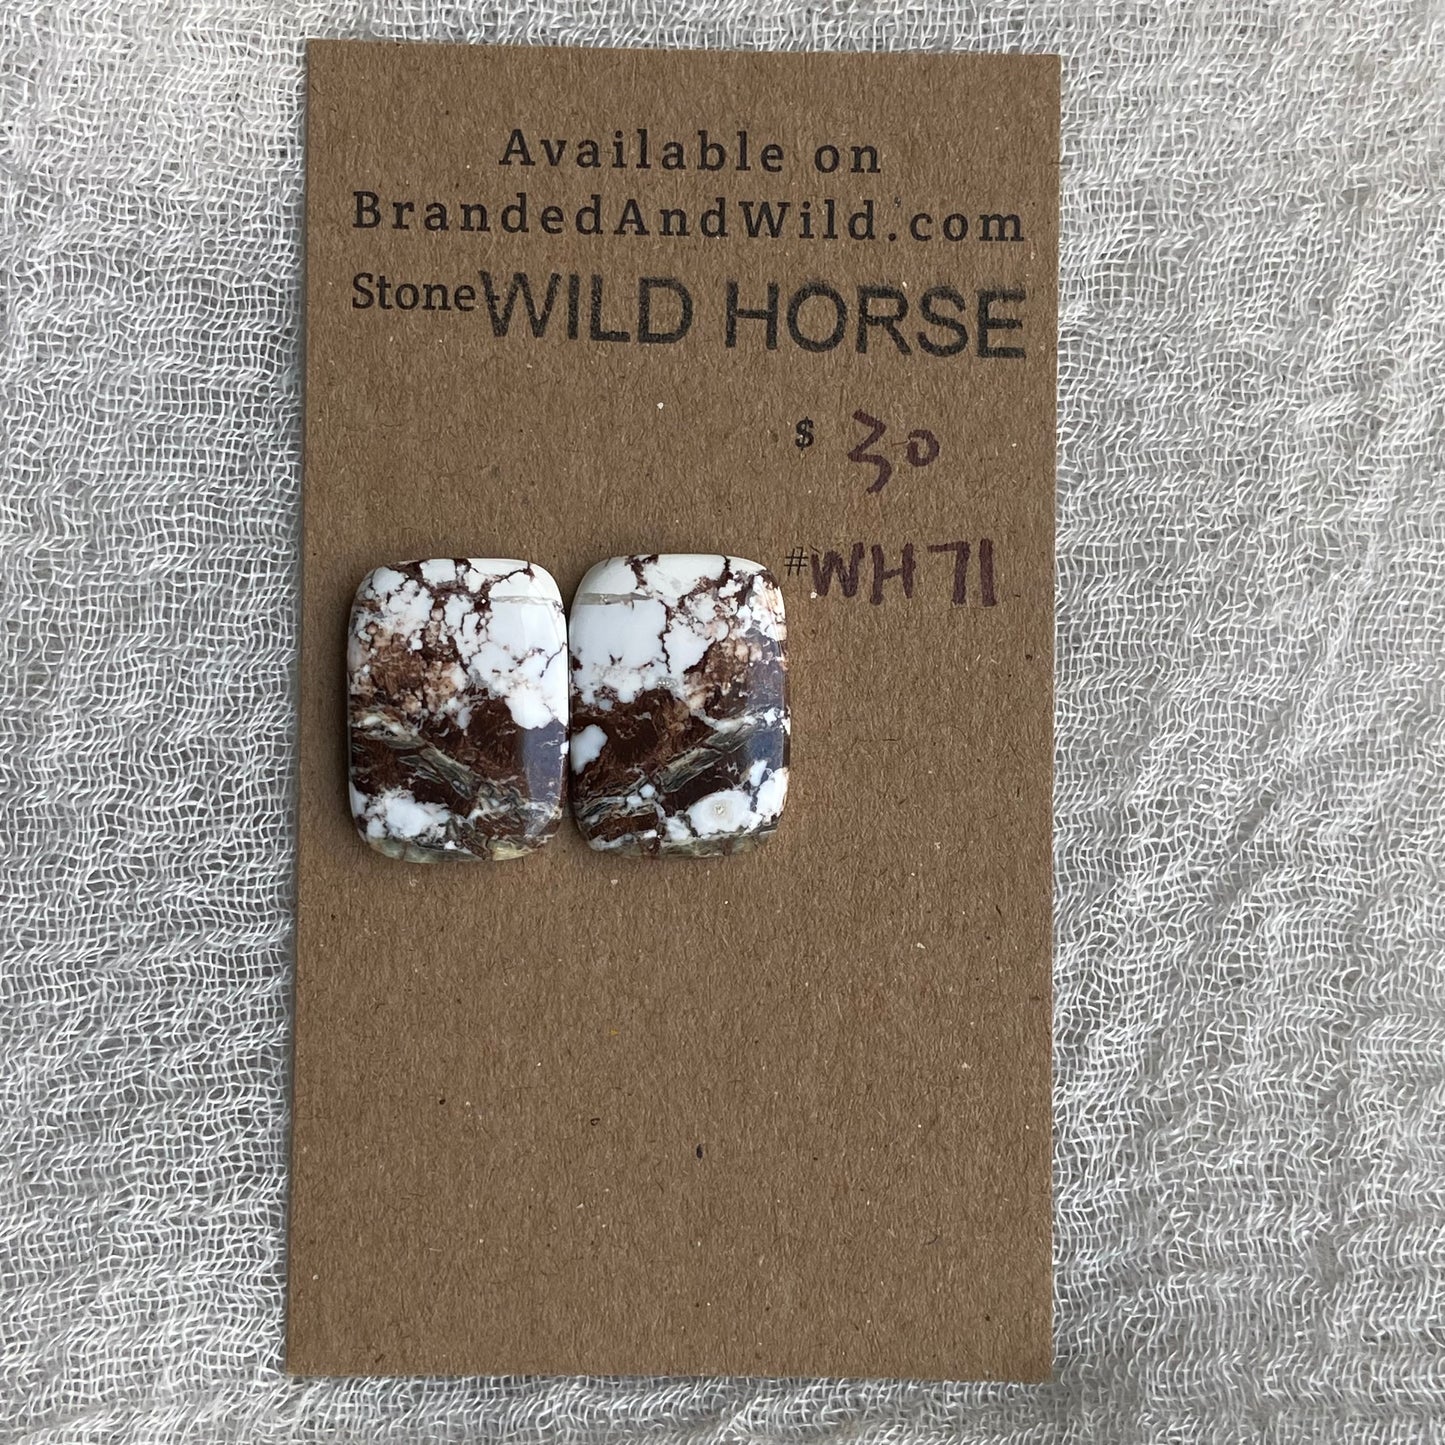 Available on
BrandedAndWild.com
Stone WILD HORSE
$ 30
#WH71